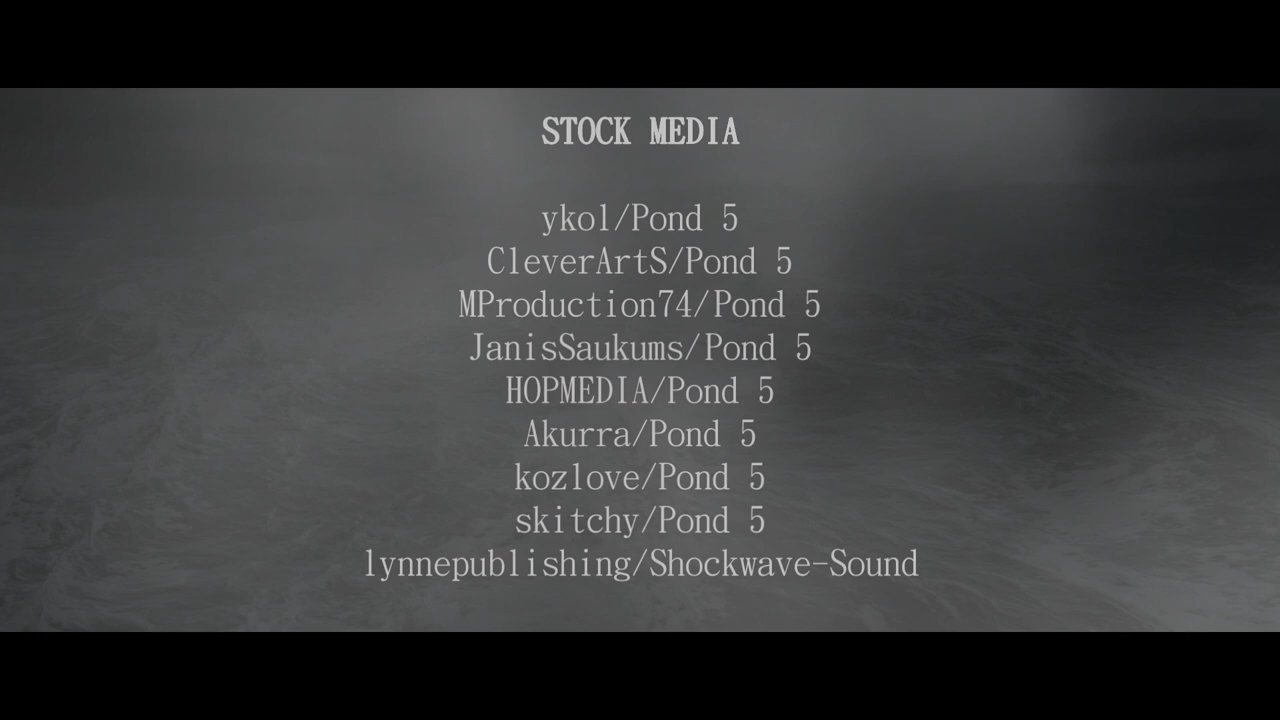 STOCK MEDIA
ykol/Pond 5
CleverArtS/Pond 5
MProduction74/Pond 5
JanisSaukums/Pond 5
HOPMEDIA/Pond 5
Akurra/Pond 5
kozlove/Pond 5
skitchy/Pond 5
lynnepublishing/Shockwave-Sound